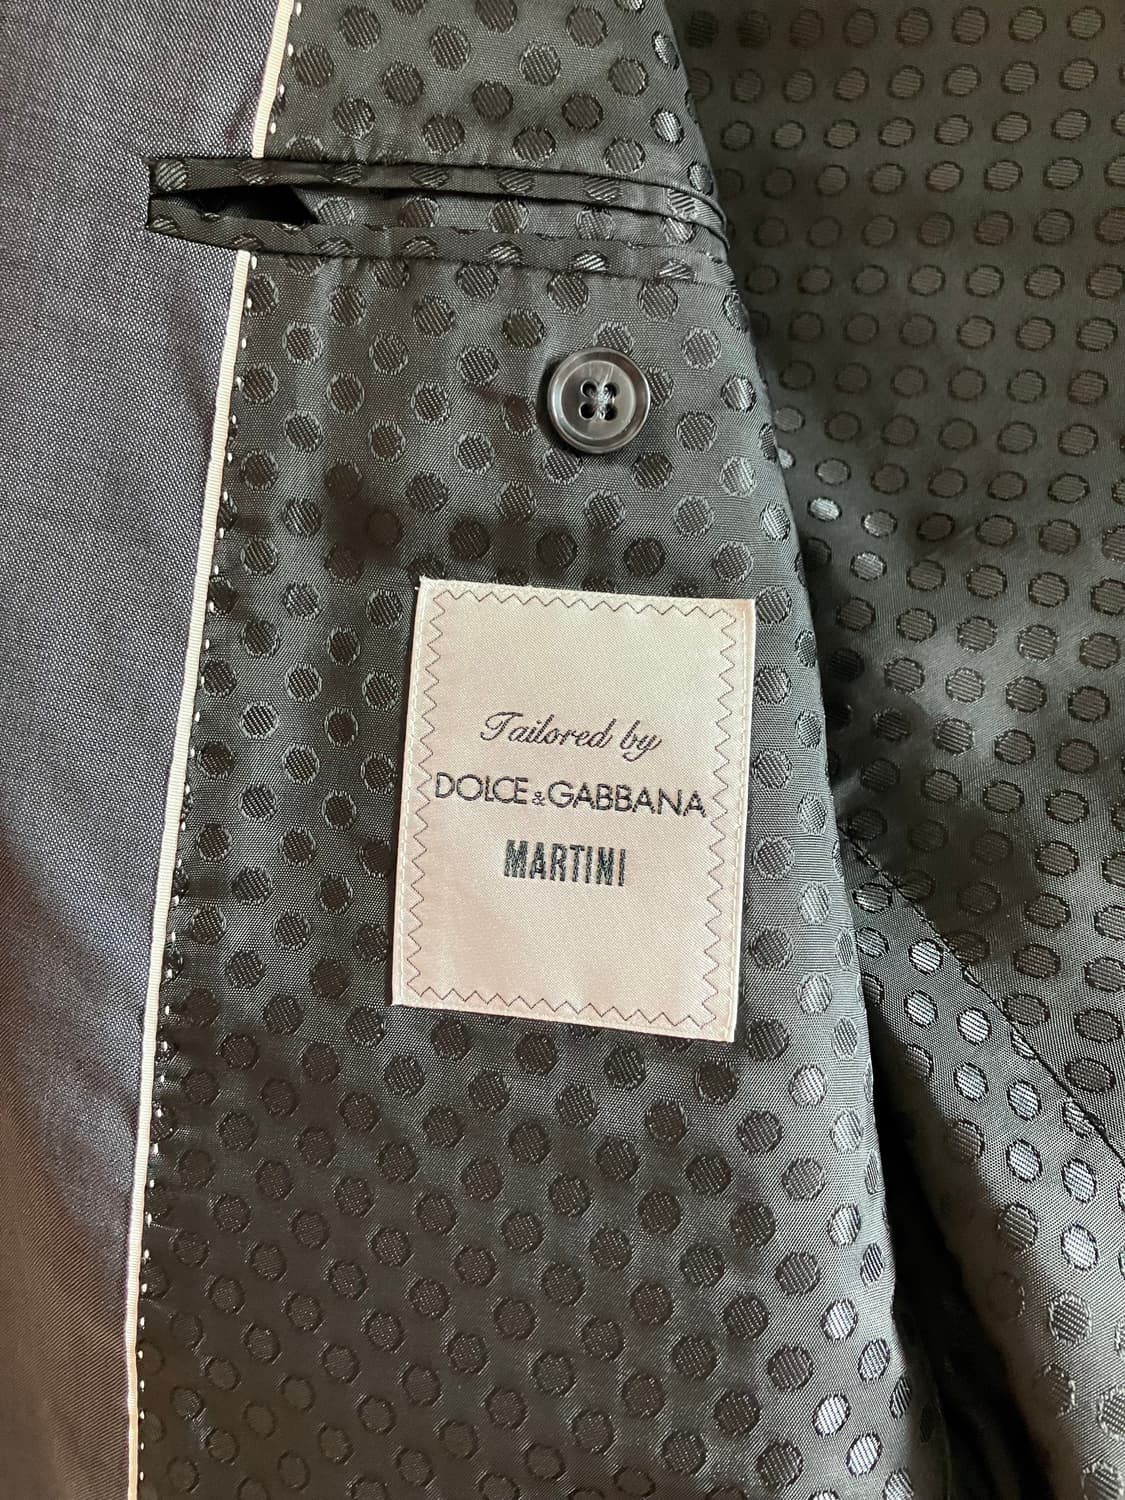 Tailored by
DOLCE & GABBANA
MARTINI